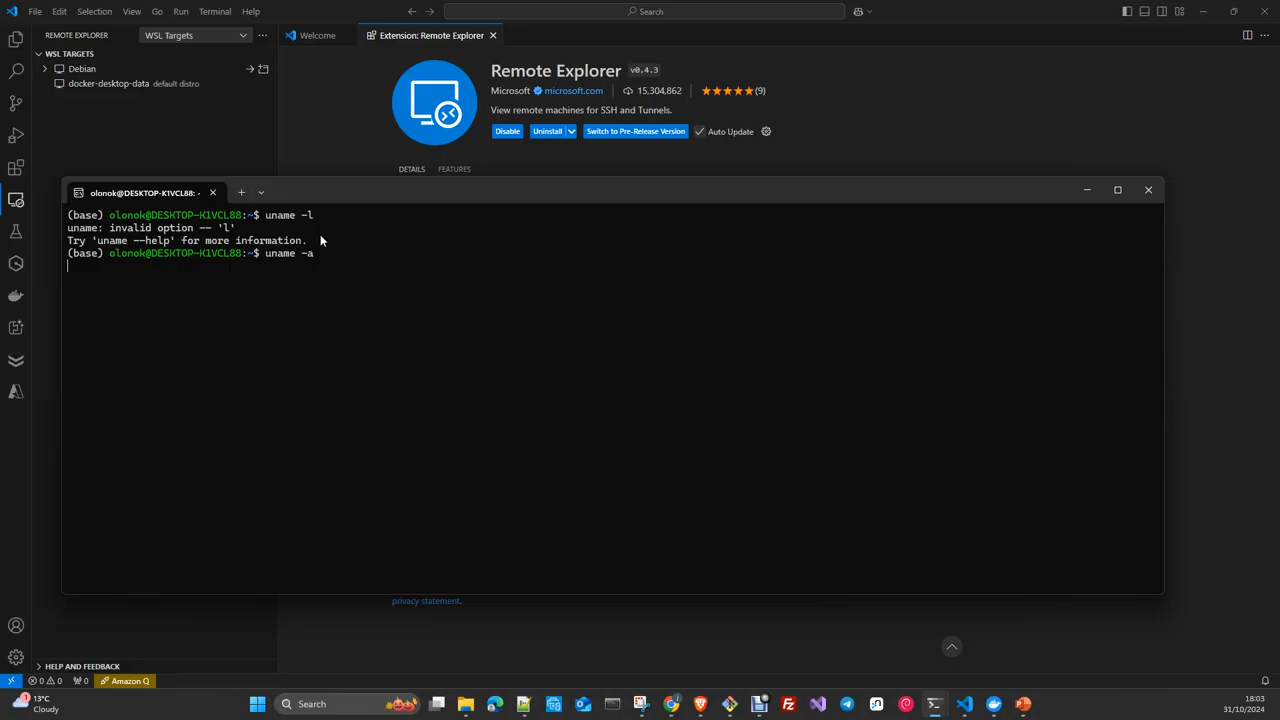 File Edit Selection View Go Run Terminal Help
Search
REMOTE EXPLORER
WSL Targets
Welcome
Extension: Remote Explorer
WSL TARGETS
Debian
docker-desktop-data default distro
Remote Explorer v0.4.3
Microsoft microsoft.com 15,304,862 (9)
View remote machines for SSH and Tunnels.
Disable Uninstall Switch to Pre-Release Version Auto Update
DETAILS FEATURES
olonok@DESKTOP-K1VCL88: -
(base) olonok@DESKTOP-K1VCL88:~$ uname -l
uname: invalid option -- 'l'
Try 'uname --help' for more information.
(base) olonok@DESKTOP-K1VCL88:~$ uname -a
privacy statement.
HELP AND FEEDBACK
0 0 0 Amazon Q
1
13°C
Cloudy
Search
18:03
31/10/2024